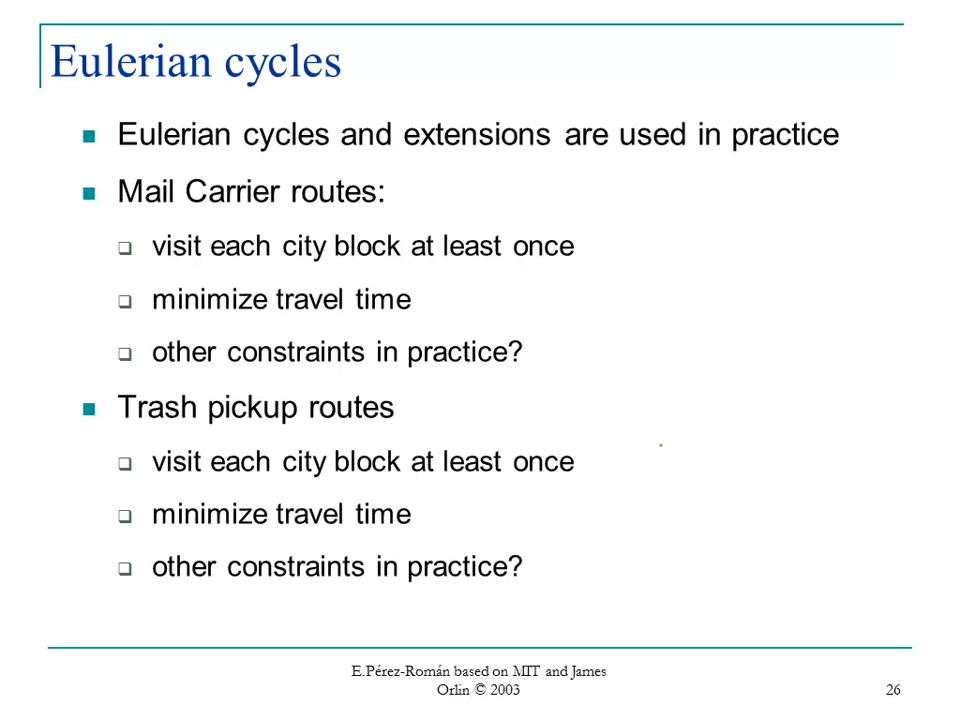 Eulerian cycles
Eulerian cycles and extensions are used in practice
Mail Carrier routes:
visit each city block at least once
minimize travel time
other constraints in practice?
Trash pickup routes
visit each city block at least once
minimize travel time
other constraints in practice?
E.Pérez-Román based on MIT and James
Orlin © 2003
26